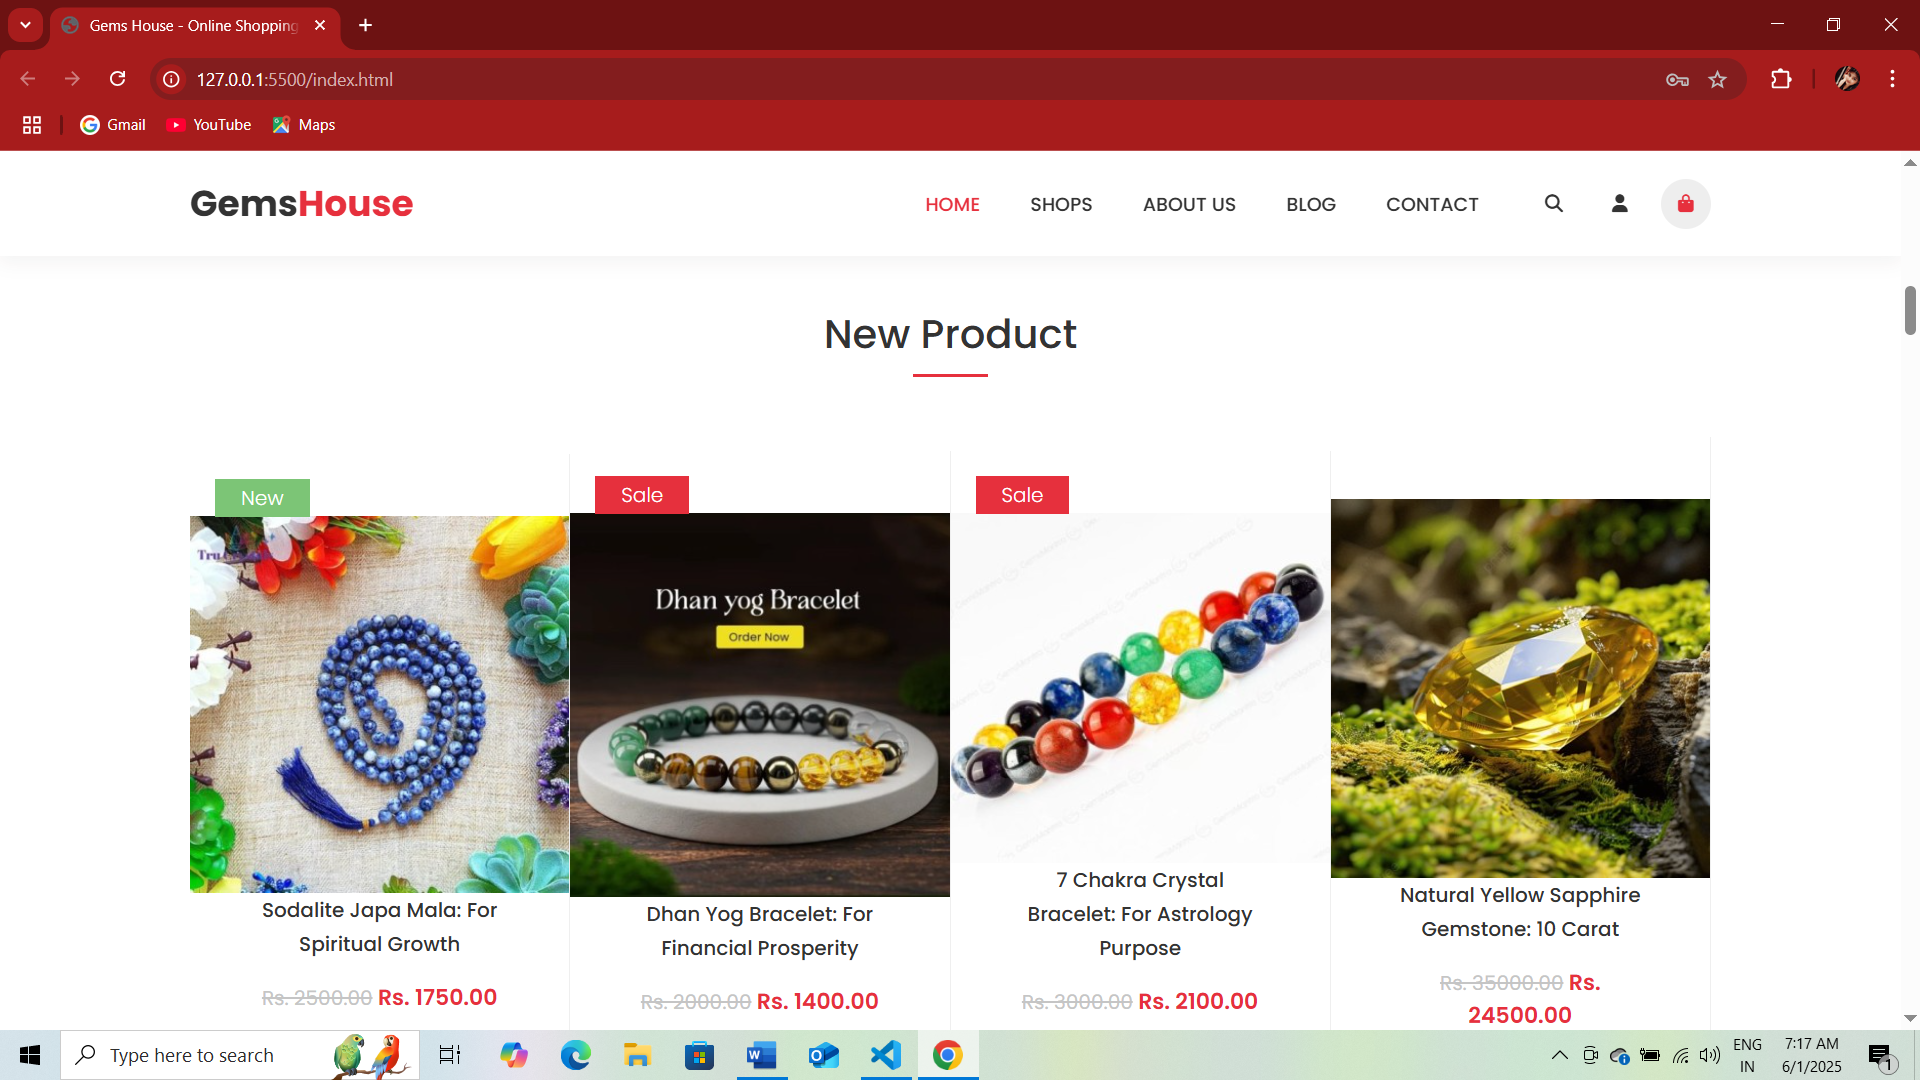 Gems House - Online Shopping
127.0.0.1:5500/index.html
Gmail
YouTube
Maps
GemsHouse
HOME
SHOPS
ABOUT US
BLOG
CONTACT
New Product
New
Sodalite Japa Mala: For
Spiritual Growth
Rs. 2500.00 Rs. 1750.00
Sale
Dhan yog Bracelet
Order Now
Dhan Yog Bracelet: For
Financial Prosperity
Rs. 2000.00 Rs. 1400.00
Sale
7 Chakra Crystal
Bracelet: For Astrology
Purpose
Rs. 3000.00 Rs. 2100.00
Natural Yellow Sapphire
Gemstone: 10 Carat
Rs. 35000.00 Rs.
24500.00
Type here to search
ENG
IN
7:17 AM
6/1/2025
1